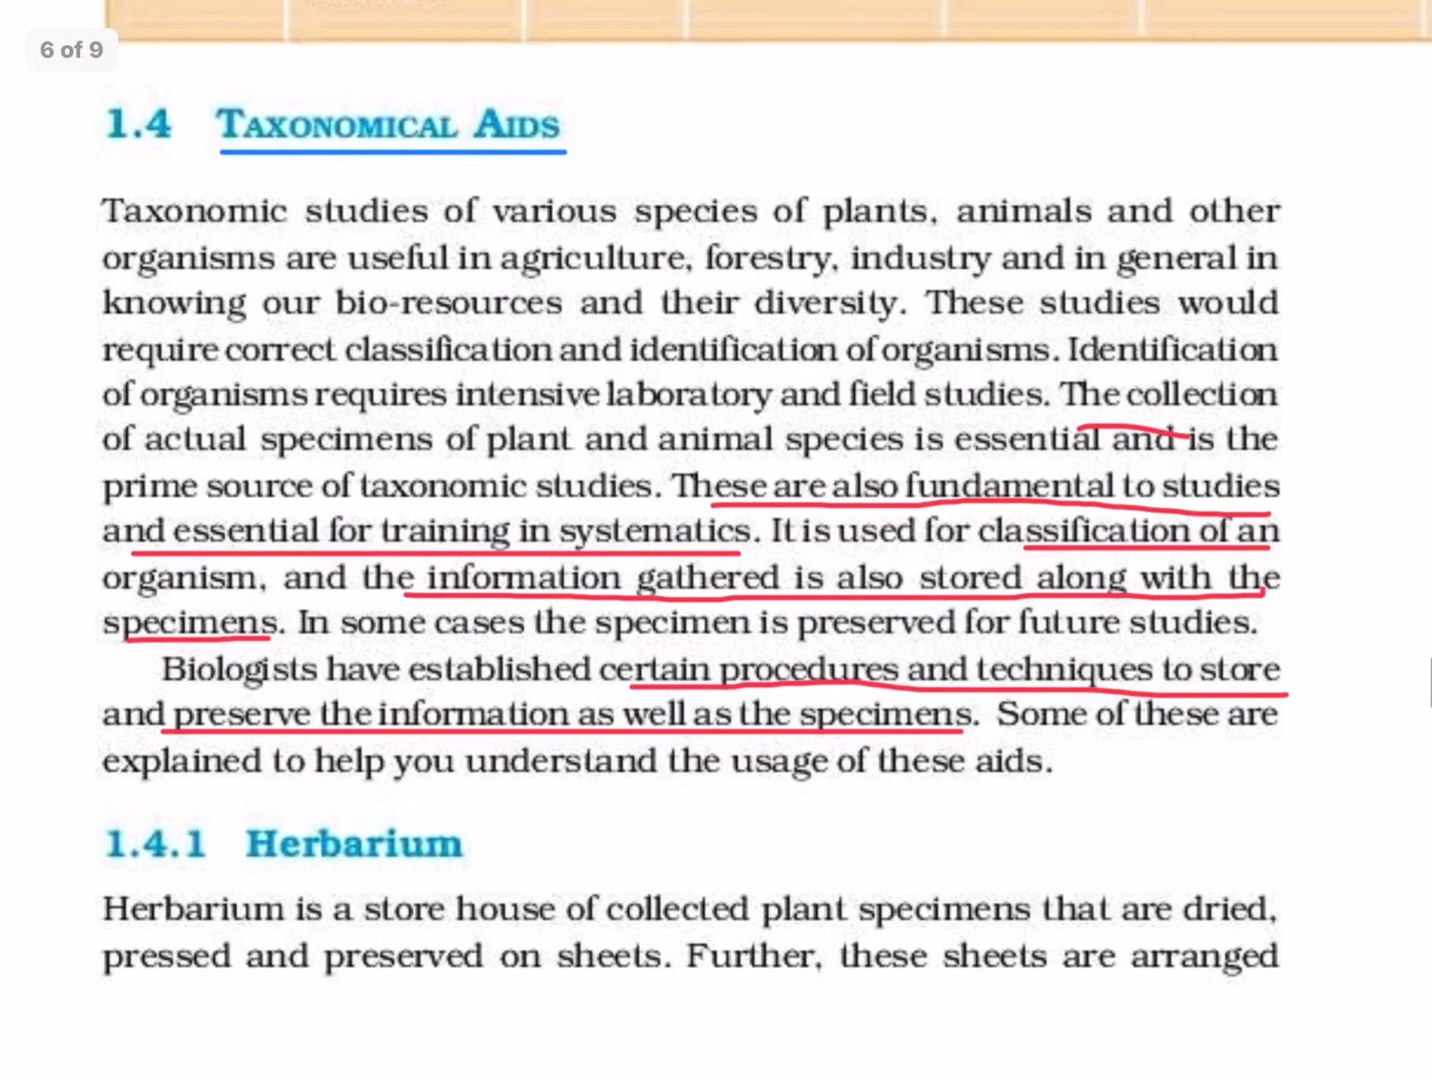 6 of 9
1.4 TAXONOMICAL AIDS
Taxonomic studies of various species of plants, animals and other
organisms are useful in agriculture, forestry, industry and in general in
knowing our bio-resources and their diversity. These studies would
require correct classification and identification of organisms. Identification
of organisms requires intensive laboratory and field studies. The collection
of actual specimens of plant and animal species is essential and is the
prime source of taxonomic studies. These are also fundamental to studies
and essential for training in systematics. It is used for classification of an
organism, and the information gathered is also stored along with the
specimens. In some cases the specimen is preserved for future studies.
Biologists have established certain procedures and techniques to store
and preserve the information as well as the specimens. Some of these are
explained to help you understand the usage of these aids.
1.4.1 Herbarium
Herbarium is a store house of collected plant specimens that are dried,
pressed and preserved on sheets. Further, these sheets are arranged